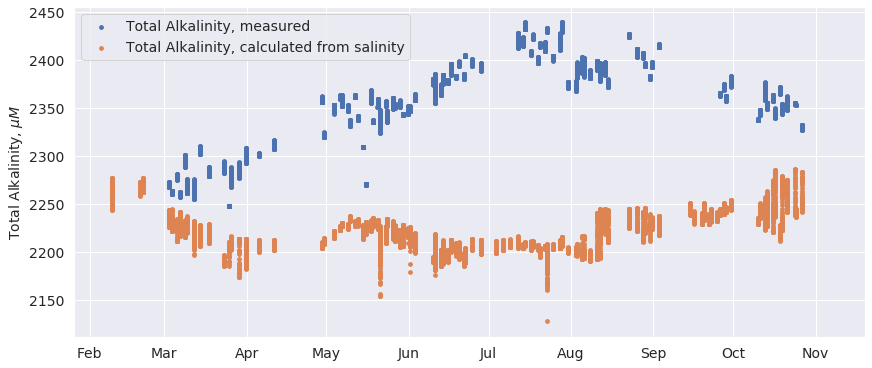 Total Alkalinity, measured
Total Alkalinity, calculated from salinity
Total Alkalinity, μM
2450
2400
2350
2300
2250
2200
2150
Feb Mar Apr May Jun Jul Aug Sep Oct Nov